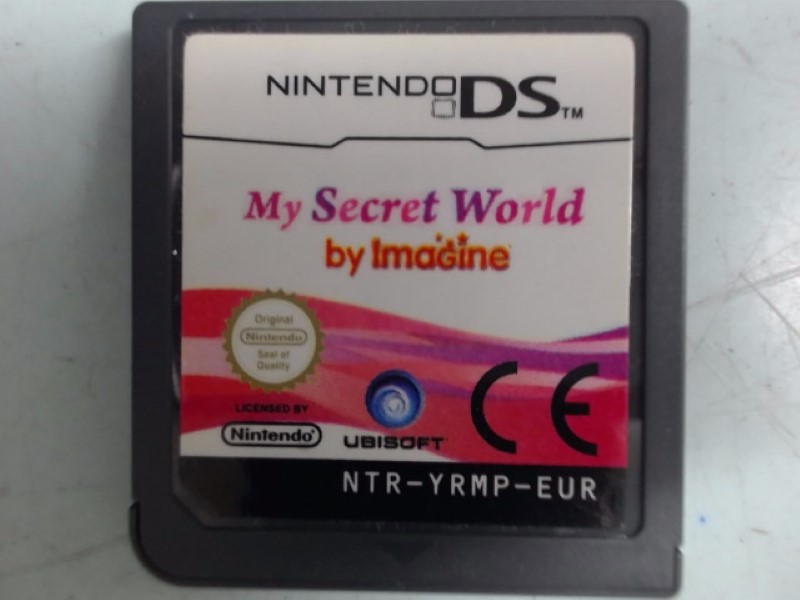 NINTENDO DS TM
My Secret World
by Imagine
Original
Nintendo
Seal of
Quality
LICENSED BY
Nintendo
UBISOFT
CE
NTR-YRMP-EUR